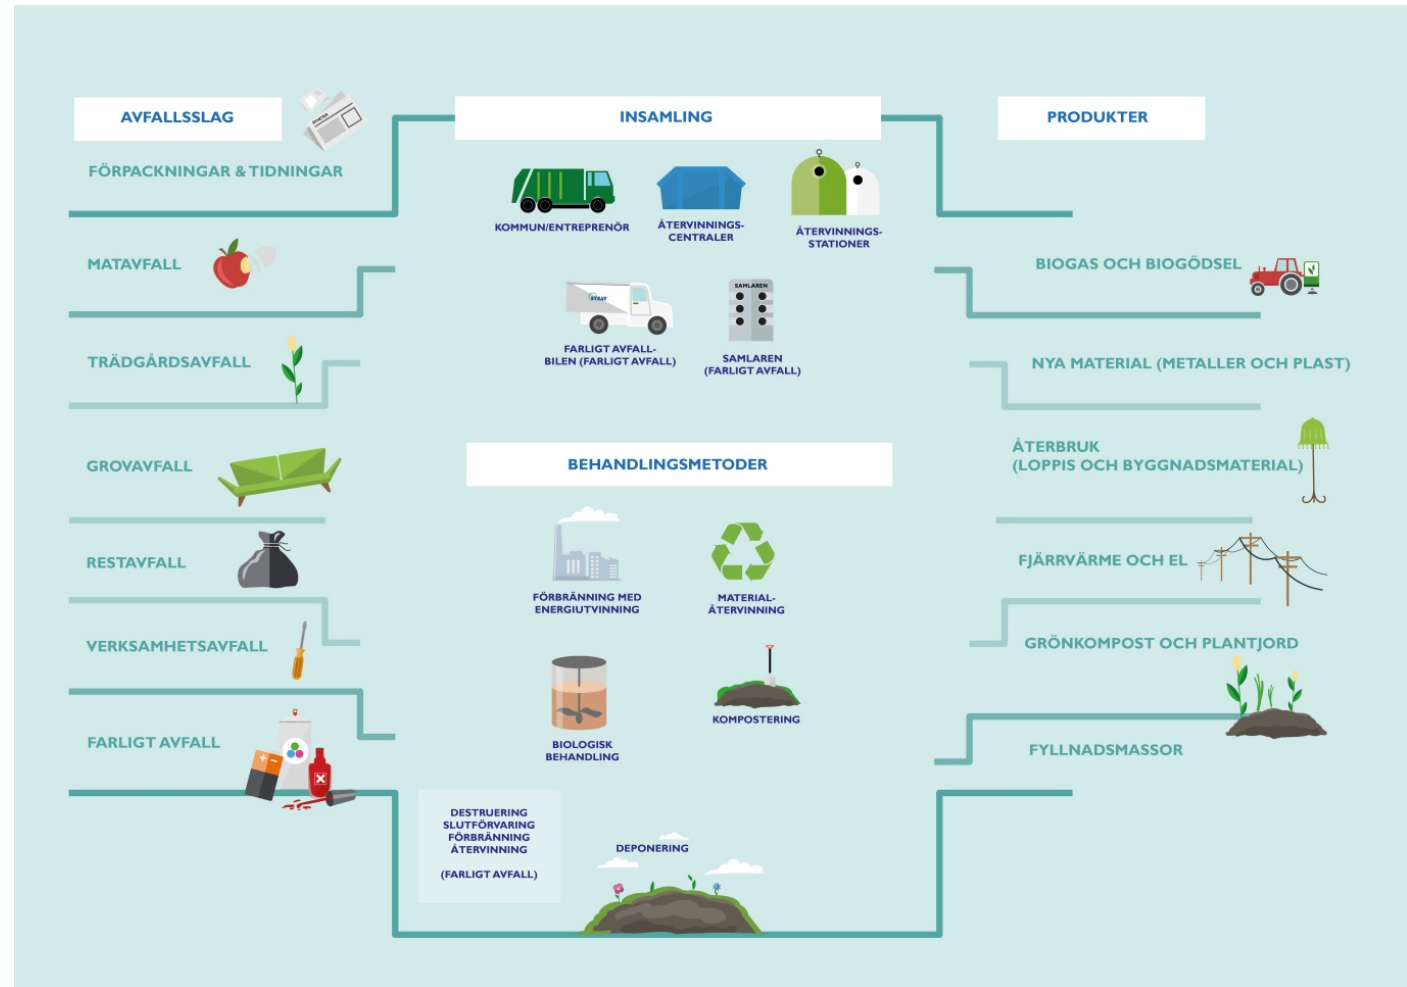 AVFALLSSLAG
FÖRPACKNINGAR & TIDNINGAR
MATAVFALL
TRÄDGÅRDSAVFALL
GROVAVFALL
RESTAVFALL
VERKSAMHETSAVFALL
FARLIGT AVFALL
INSAMLING
KOMMUN/ENTREPRENÖR
ÅTERVINNINGS-
CENTRALER
ÅTERVINNINGS-
STATIONER
FARLIGT AVFALL-
BILEN (FARLIGT AVFALL)
SAMLAREN
SAMLAREN
(FARLIGT AVFALL)
BEHANDLINGSMETODER
FÖRBRÄNNING MED
ENERGIUTVINNING
MATERIAL-
ÅTERVINNING
BIOLOGISK
BEHANDLING
KOMPOSTERING
DESTRUERING
SLUTFÖRVARING
FÖRBRÄNNING
ÅTERVINNING
(FARLIGT AVFALL)
DEPONERING
PRODUKTER
BIOGAS OCH BIOGÖDSEL
NYA MATERIAL (METALLER OCH PLAST)
ÅTERBRUK
(LOPPIS OCH BYGGNADSMATERIAL)
FJÄRRVÄRME OCH EL
GRÖNKOMPOST OCH PLANTJORD
FYLLNADSMASSOR